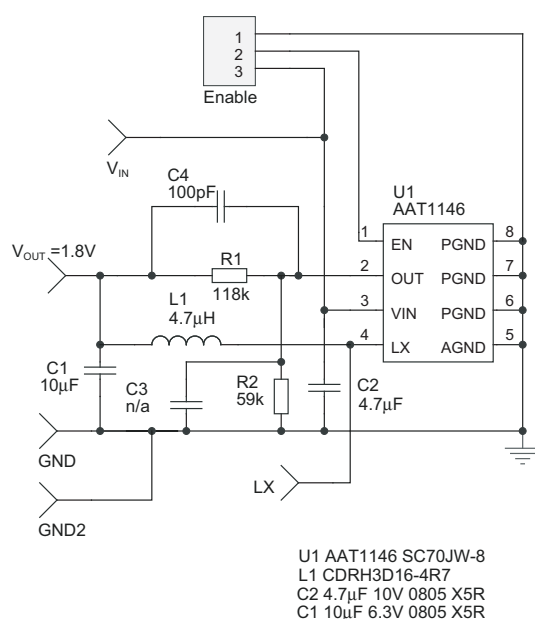 1
2
3
Enable
V_IN
C4
100pF
U1
AAT1146
1 EN PGND 8
V_OUT =1.8V
R1
118k
2 OUT PGND 7
L1
4.7μH
3 VIN PGND 6
4 LX AGND 5
C1
10μF
C3
n/a
R2
59k
C2
4.7μF
GND
LX
GND2
U1 AAT1146 SC70JW-8
L1 CDRH3D16-4R7
C2 4.7μF 10V 0805 X5R
C1 10μF 6.3V 0805 X5R